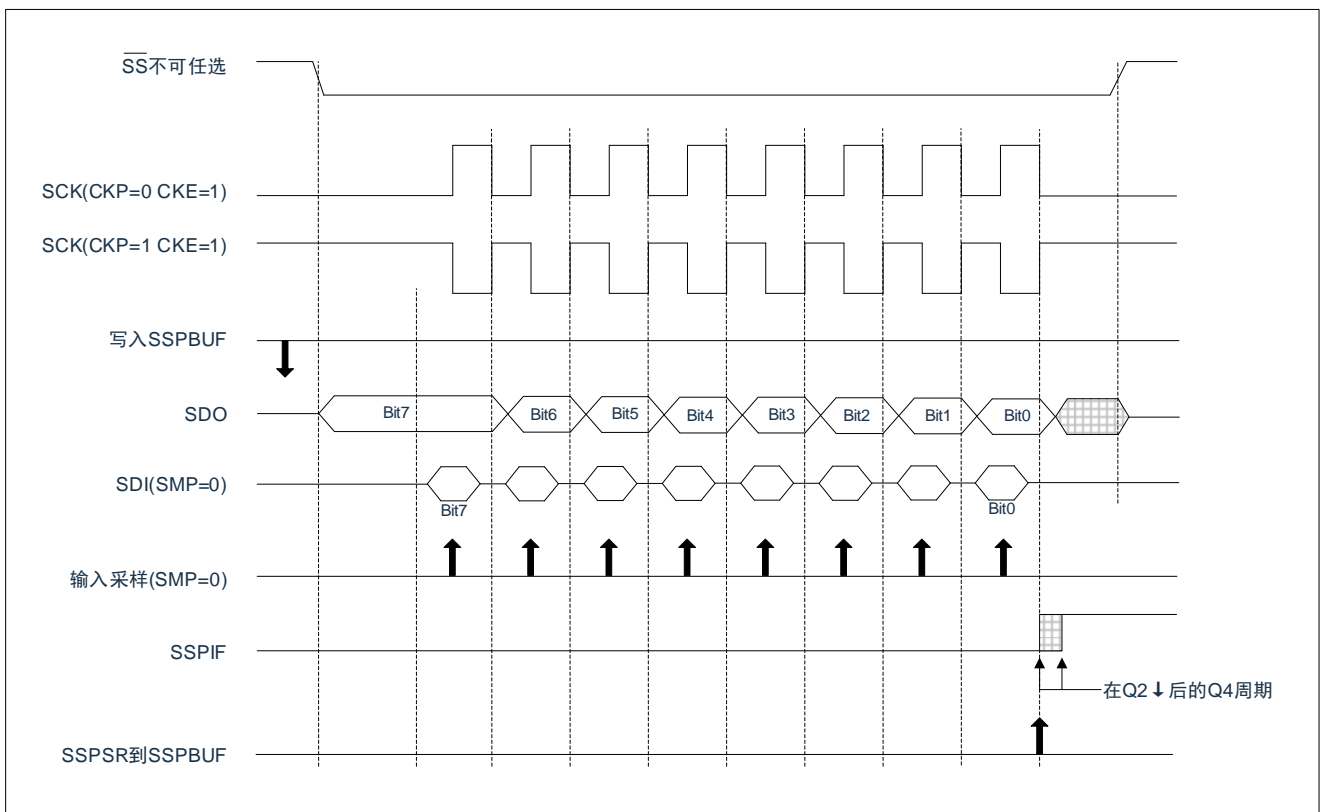 SS不可任选
SCK(CKP=0 CKE=1)
SCK(CKP=1 CKE=1)
写入SSPBUF
SDO
Bit7
Bit6
Bit5
Bit4
Bit3
Bit2
Bit1
Bit0
SDI(SMP=0)
Bit7
Bit0
输入采样(SMP=0)
SSPIF
在Q2↓后的Q4周期
SSPSR到SSPBUF